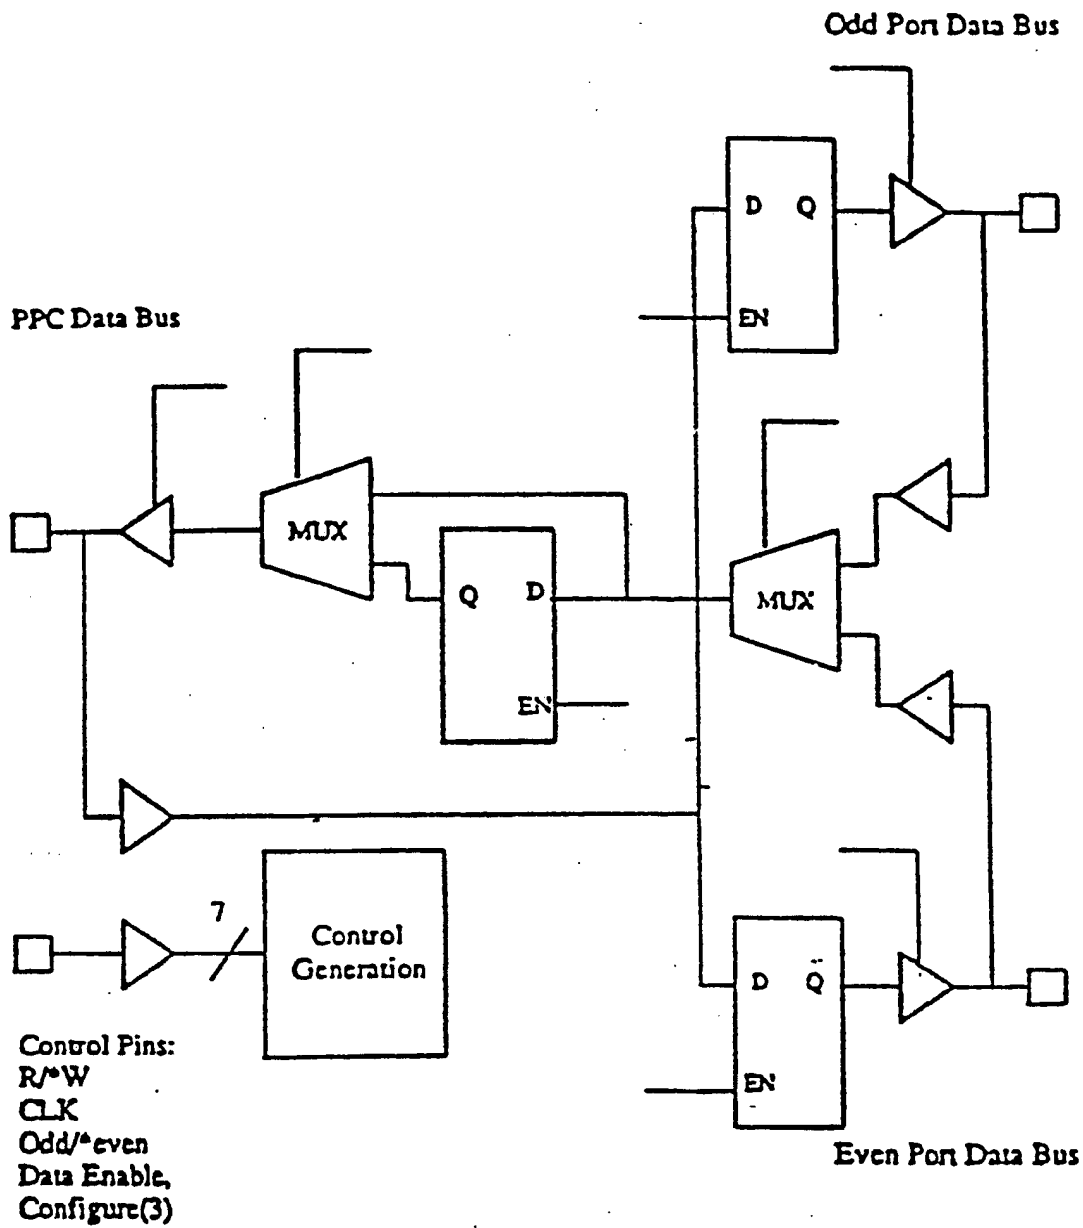 Odd Port Data Bus
D Q
EN
PPC Data Bus
MUX
Q D
EN
MUX
7
Control
Generation
D Q
EN
Control Pins:
R/*W
CLK
Odd/*even
Data Enable,
Configure(3)
Even Port Data Bus